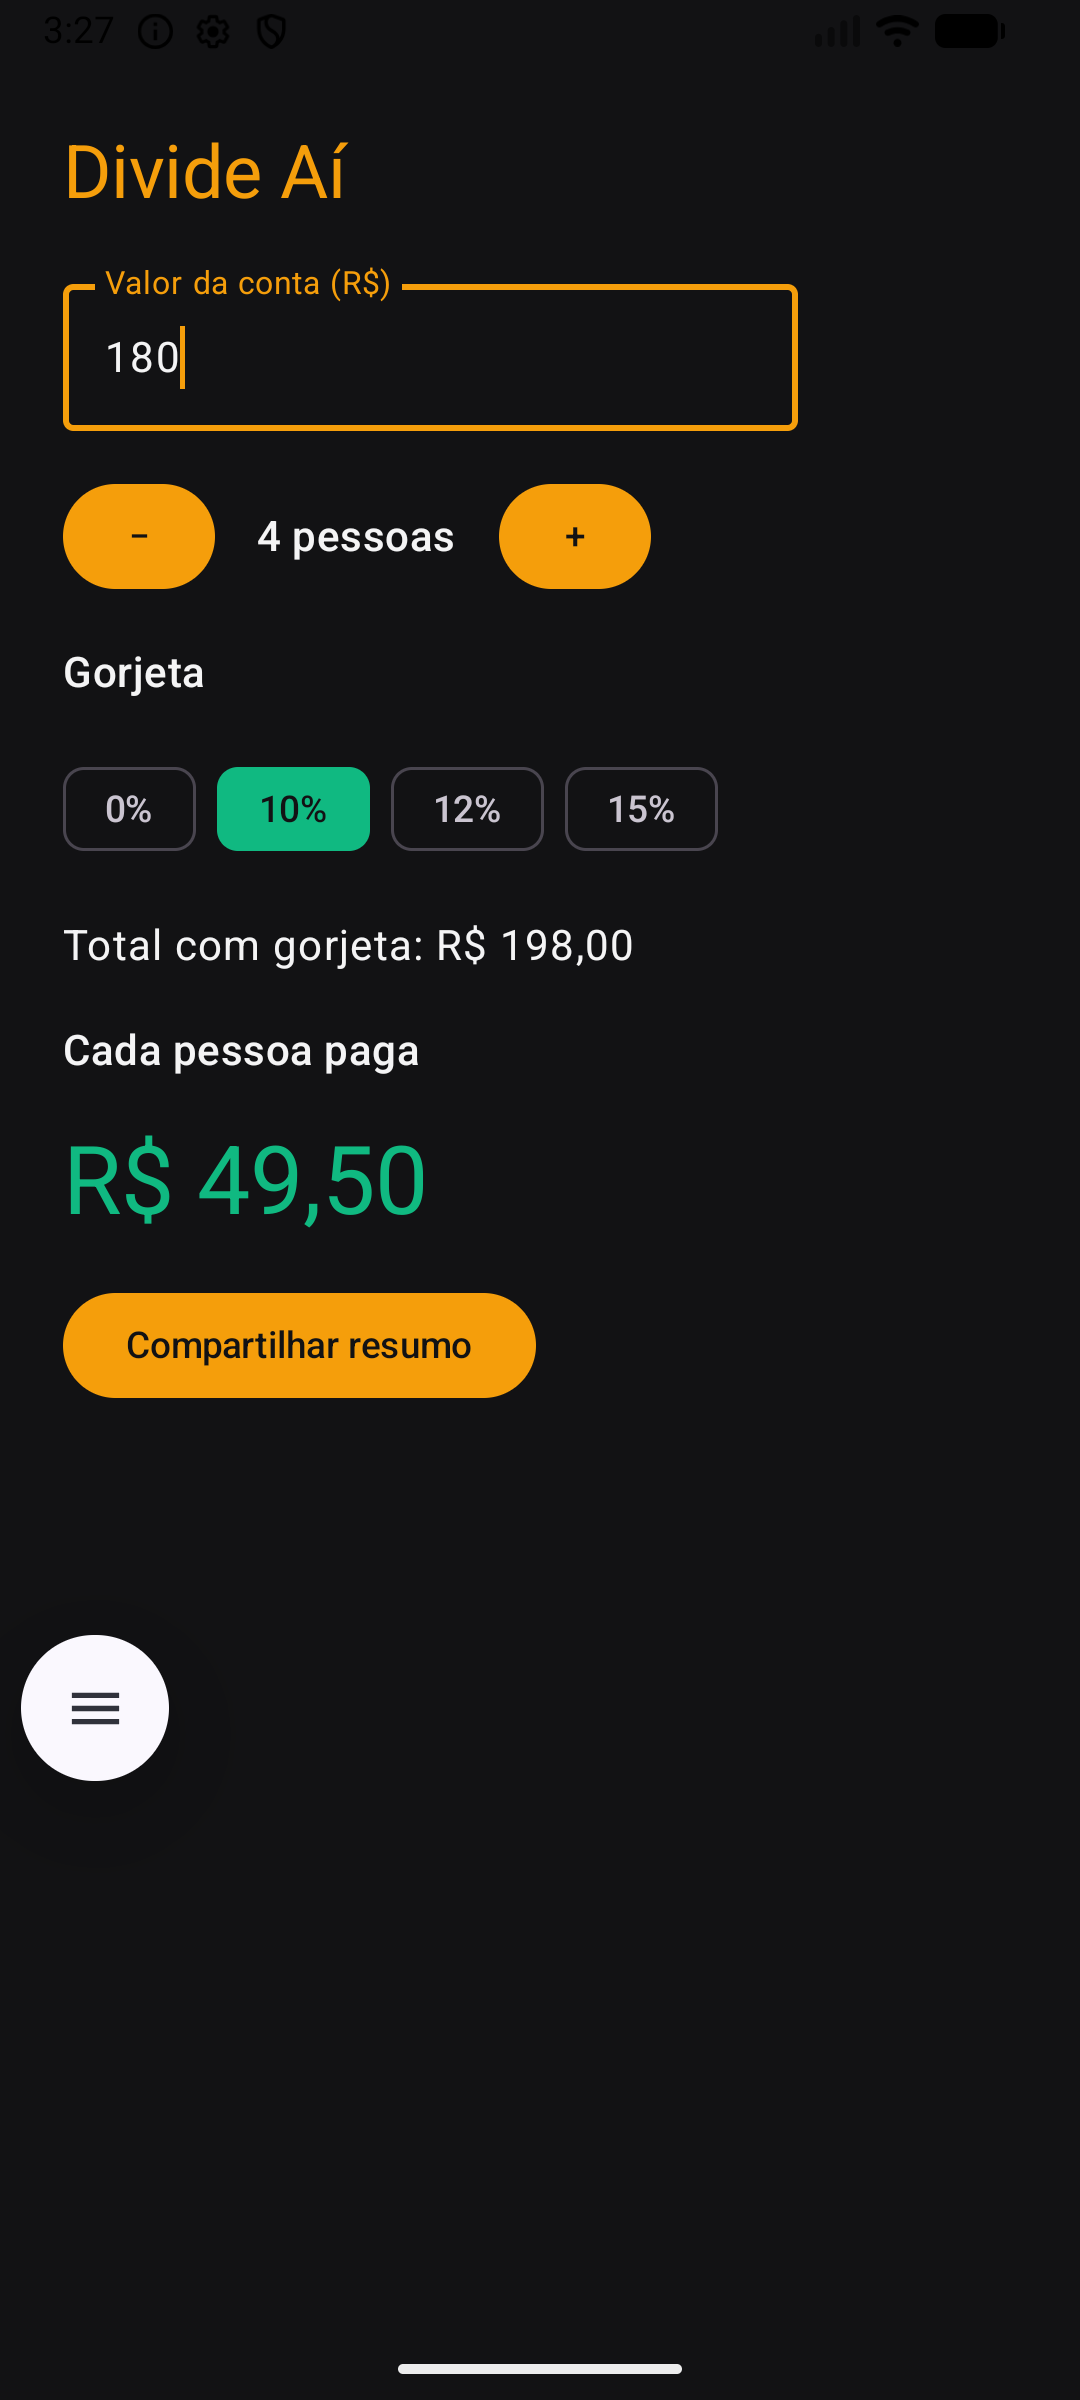 3:27
Divide Aí
Valor da conta (R$)
180
− 4 pessoas +
Gorjeta
0% 10% 12% 15%
Total com gorjeta: R$ 198,00
Cada pessoa paga
R$ 49,50
Compartilhar resumo